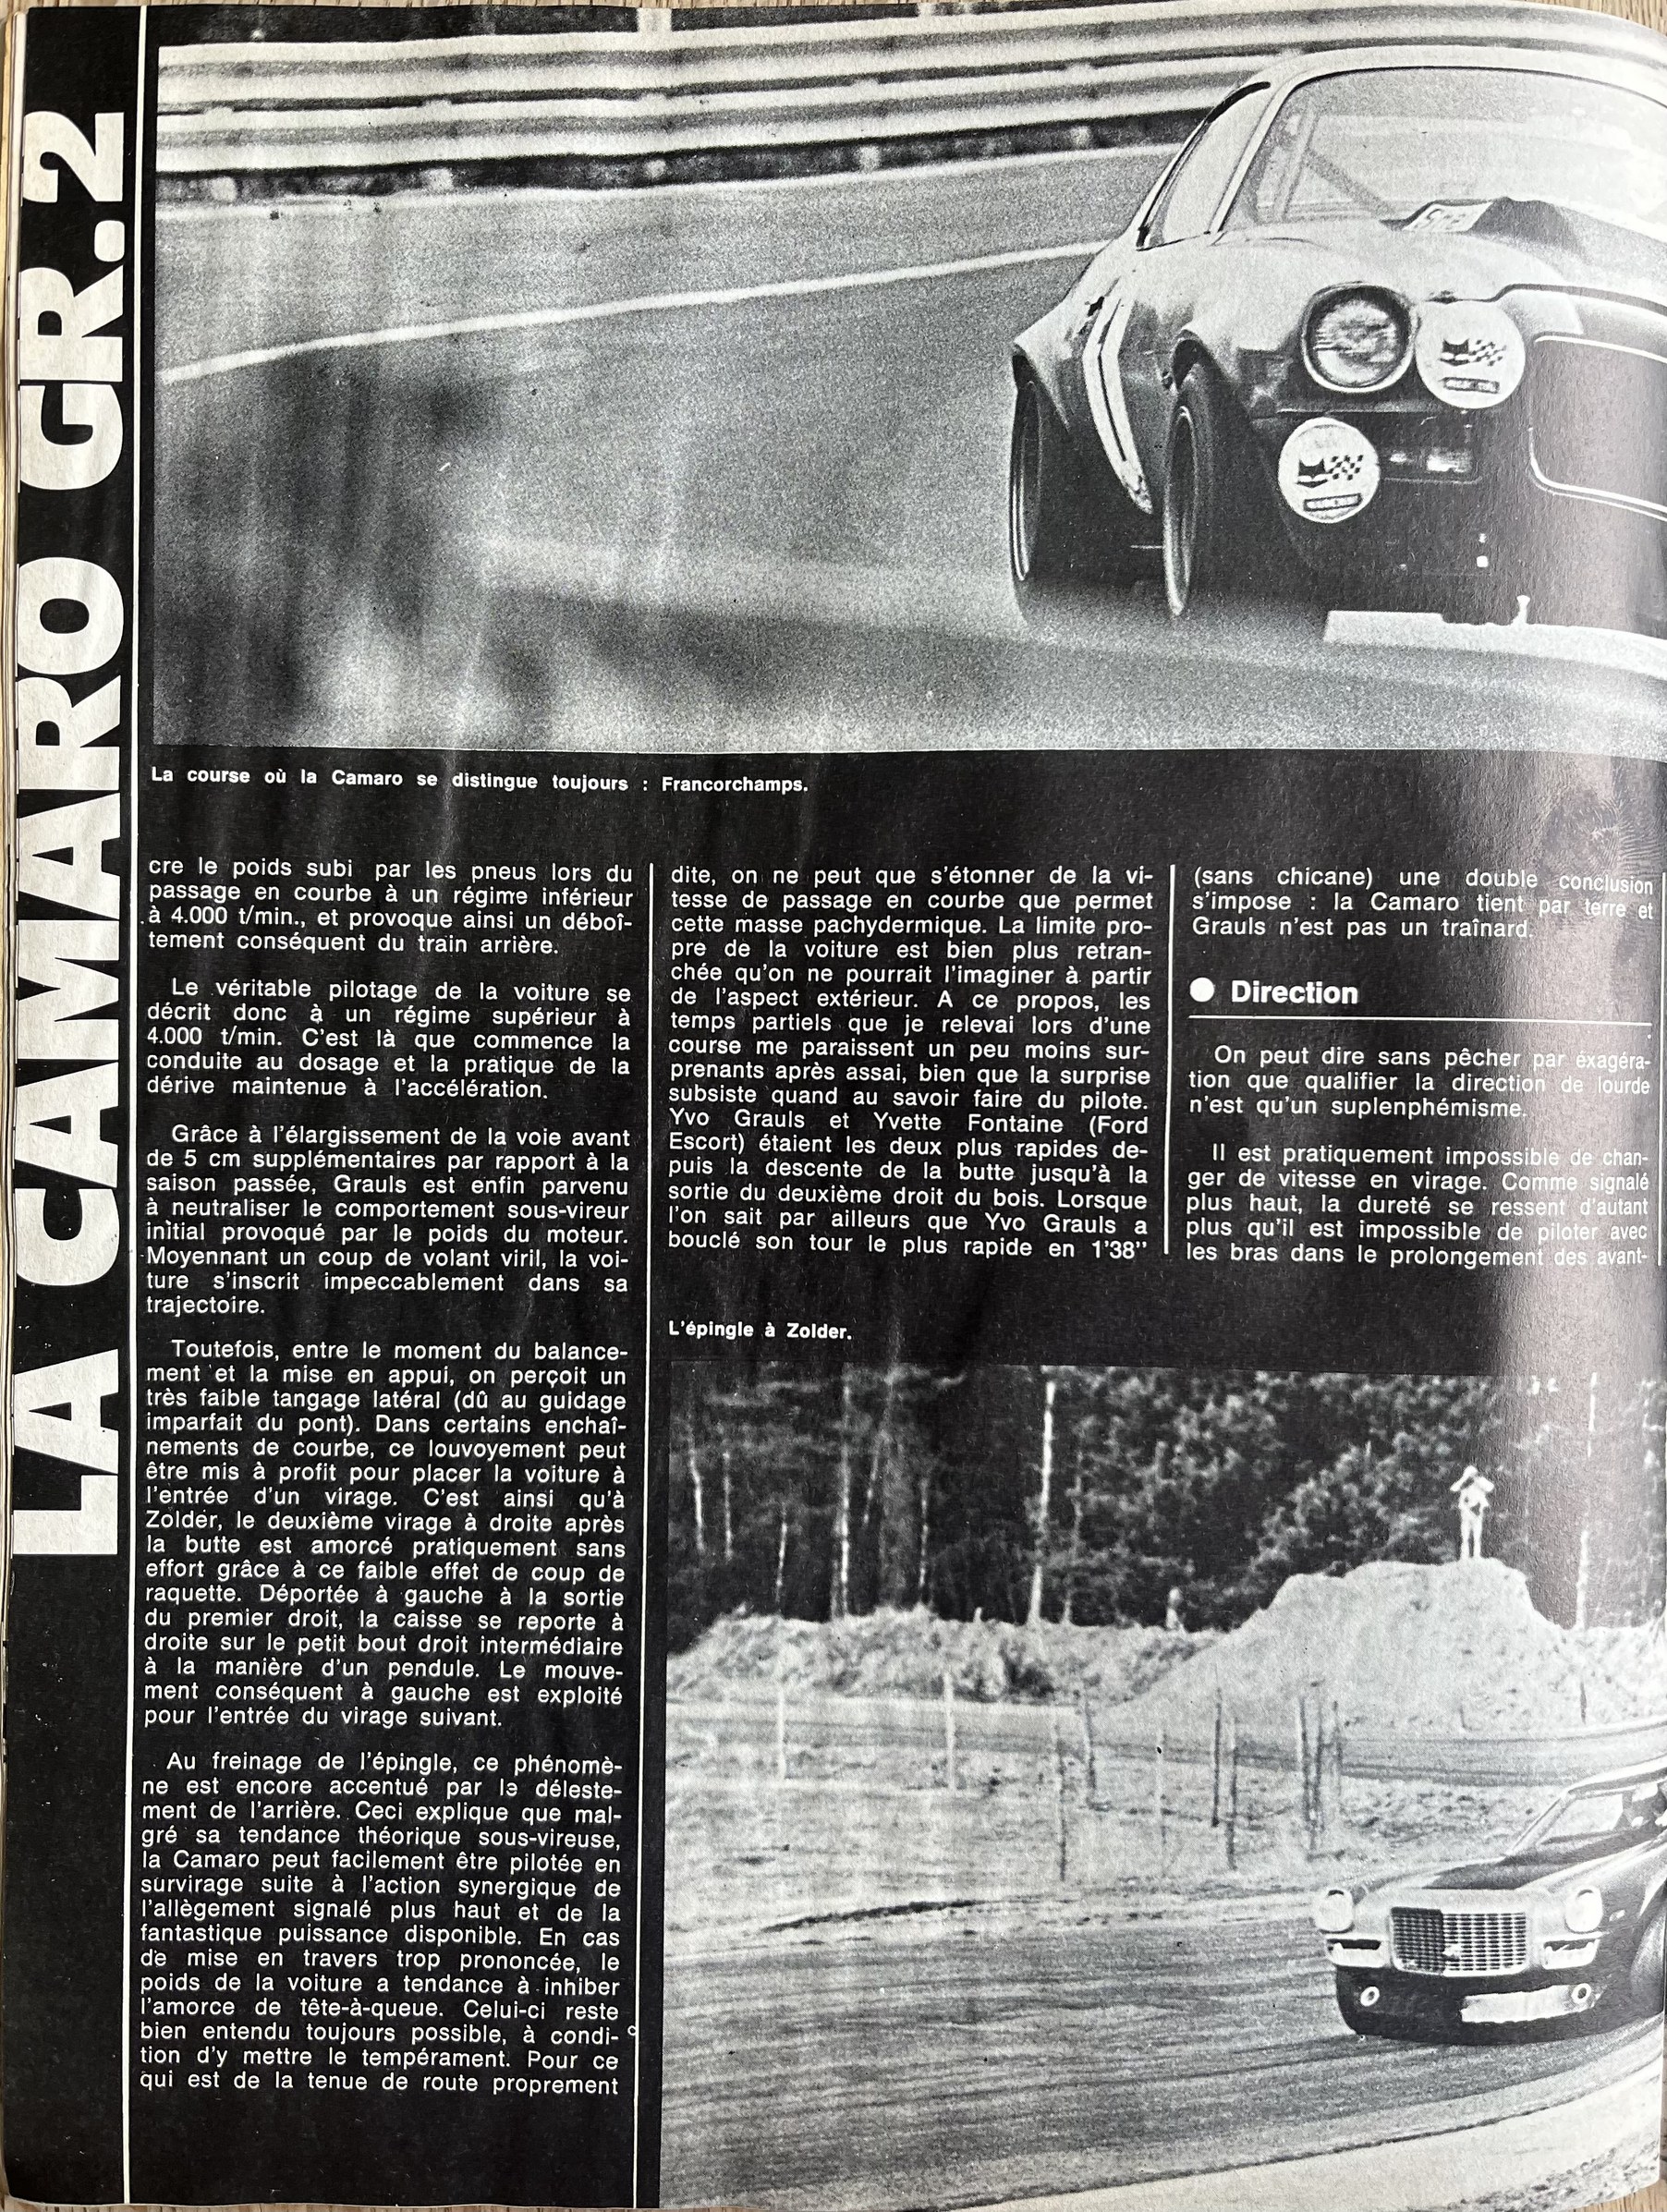 LA CAMARO GR.2
La course où la Camaro se distingue toujours : Francorchamps.
cre le poids subi par les pneus lors du
passage en courbe à un régime inférieur
à 4.000 t/min., et provoque ainsi un déboî-
tement conséquent du train arrière.
Le véritable pilotage de la voiture se
décrit donc à un régime supérieur à
4.000 t/min. C'est là que commence la
conduite au dosage et la pratique de la
dérive maintenue à l'accélération.
Grâce à l'élargissement de la voie avant
de 5 cm supplémentaires par rapport à la
saison passée, Grauls est enfin parvenu
à neutraliser le comportement sous-vireur
initial provoqué par le poids du moteur.
Moyennant un coup de volant viril, la voi-
ture s'inscrit impeccablement dans sa
trajectoire.
Toutefois, entre le moment du balance-
ment et la mise en appui, on perçoit un
très faible tangage latéral (dû au guidage
imparfait du pont). Dans certains enchaî-
nements de courbe, ce louvoyement peut
être mis à profit pour placer la voiture à
l'entrée d'un virage. C'est ainsi qu'à
Zolder, le deuxième virage à droite après
la butte est amorcé pratiquement sans
effort grâce à ce faible effet de coup de
raquette. Déportée à gauche à la sortie
du premier droit, la caisse se reporte à
droite sur le petit bout droit intermédiaire
à la manière d'un pendule. Le mouve-
ment conséquent à gauche est exploité
pour l'entrée du virage suivant.
Au freinage de l'épingle, ce phénomè-
ne est encore accentué par le déleste-
ment de l'arrière. Ceci explique que mal-
gré sa tendance théorique sous-vireuse,
la Camaro peut facilement être pilotée en
survirage suite à l'action synergique de
l'allègement signalé plus haut et de la
fantastique puissance disponible. En cas
de mise en travers trop prononcée, le
poids de la voiture a tendance à inhiber
l'amorce de tête-à-queue. Celui-ci reste
bien entendu toujours possible, à condi-
tion d'y mettre le tempérament. Pour ce
qui est de la tenue de route proprement
dite, on ne peut que s'étonner de la vi-
tesse de passage en courbe que permet
cette masse pachydermique. La limite pro-
pre de la voiture est bien plus retran-
chée qu'on ne pourrait l'imaginer à partir
de l'aspect extérieur. A ce propos, les
temps partiels que je relevai lors d'une
course me paraissent un peu moins sur-
prenants après assai, bien que la surprise
subsiste quand au savoir faire du pilote.
Yvo Grauls et Yvette Fontaine (Ford
Escort) étaient les deux plus rapides de-
puis la descente de la butte jusqu'à la
sortie du deuxième droit du bois. Lorsque
l'on sait par ailleurs que Yvo Grauls a
bouclé son tour le plus rapide en 1'38''
(sans chicane) une double conclusion
s'impose : la Camaro tient par terre et
Grauls n'est pas un traînard.
● Direction
On peut dire sans pêcher par éxagéra-
tion que qualifier la direction de lourde
n'est qu'un suplenphémisme.
Il est pratiquement impossible de chan-
ger de vitesse en virage. Comme signalé
plus haut, la dureté se ressent d'autant
plus qu'il est impossible de piloter avec
les bras dans le prolongement des avant-
L'épingle à Zolder.